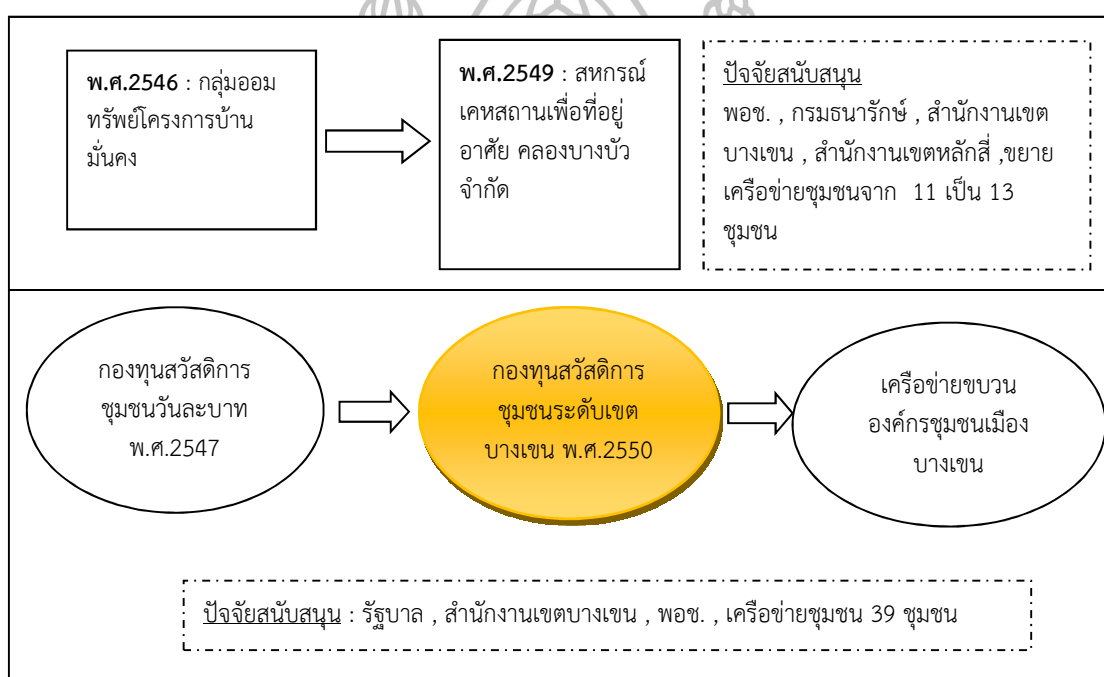 พ.ศ.2546 : กลุ่มออม
ทรัพย์โครงการบ้าน
มั่นคง
พ.ศ.2549 : สหกรณ์
เคหสถานเพื่อที่อยู่
อาศัย คลองบางบัว
จำกัด
ปัจจัยสนับสนุน
พอช. , กรมธนารักษ์ , สำนักงานเขต
บางเขน , สำนักงานเขตหลักสี่ ,ขยาย
เครือข่ายชุมชนจาก 11 เป็น 13
ชุมชน
กองทุนสวัสดิการ
ชุมชนวันละบาท
พ.ศ.2547
กองทุนสวัสดิการ
ชุมชนระดับเขต
บางเขน พ.ศ.2550
เครือข่ายขบวน
องค์กรชุมชนเมือง
บางเขน
ปัจจัยสนับสนุน : รัฐบาล , สำนักงานเขตบางเขน , พอช. , เครือข่ายชุมชน 39 ชุมชน